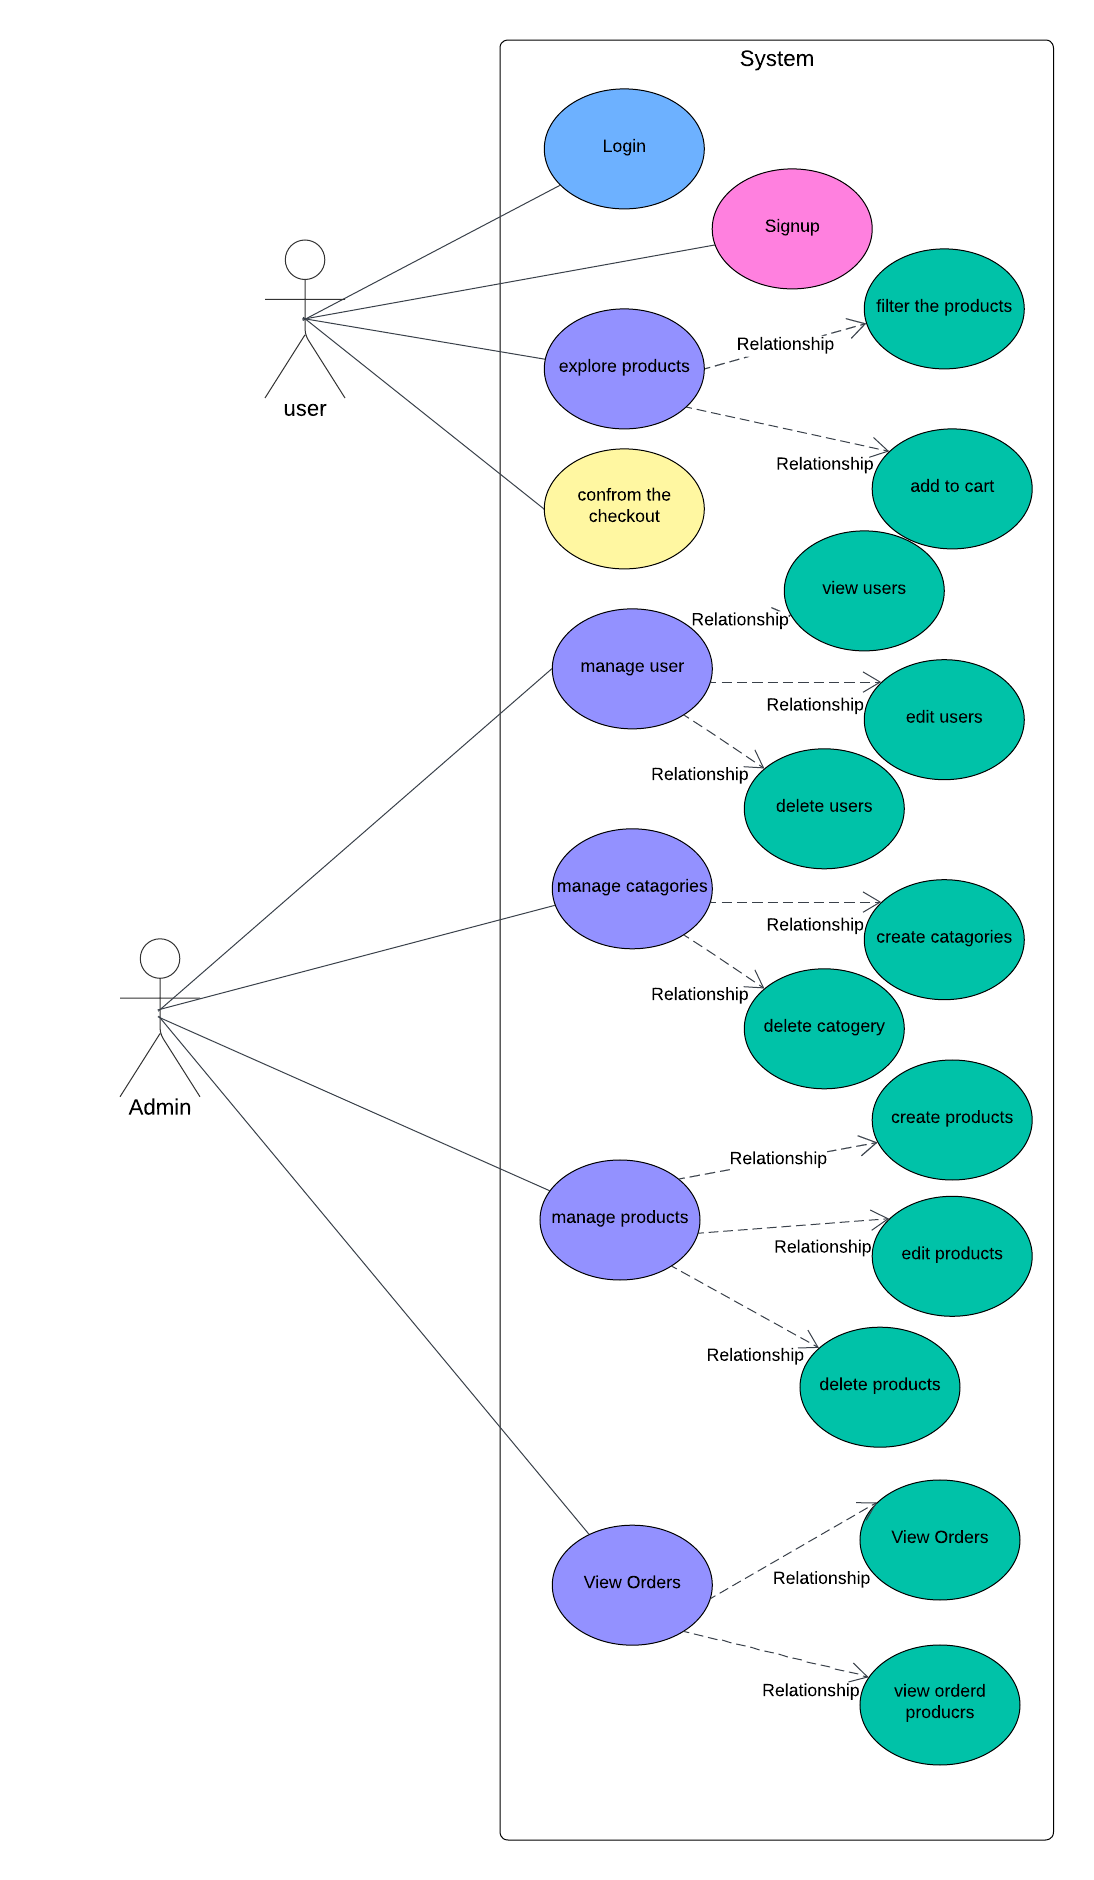 System
Login
Signup
filter the products
Relationship
explore products
user
Relationship
add to cart
confrom the
checkout
view users
Relationship
manage user
Relationship
edit users
Relationship
delete users
manage catagories
Relationship
create catagories
Relationship
delete catogery
Admin
create products
Relationship
manage products
Relationship
edit products
Relationship
delete products
View Orders
Relationship
View Orders
Relationship
view orderd
producrs